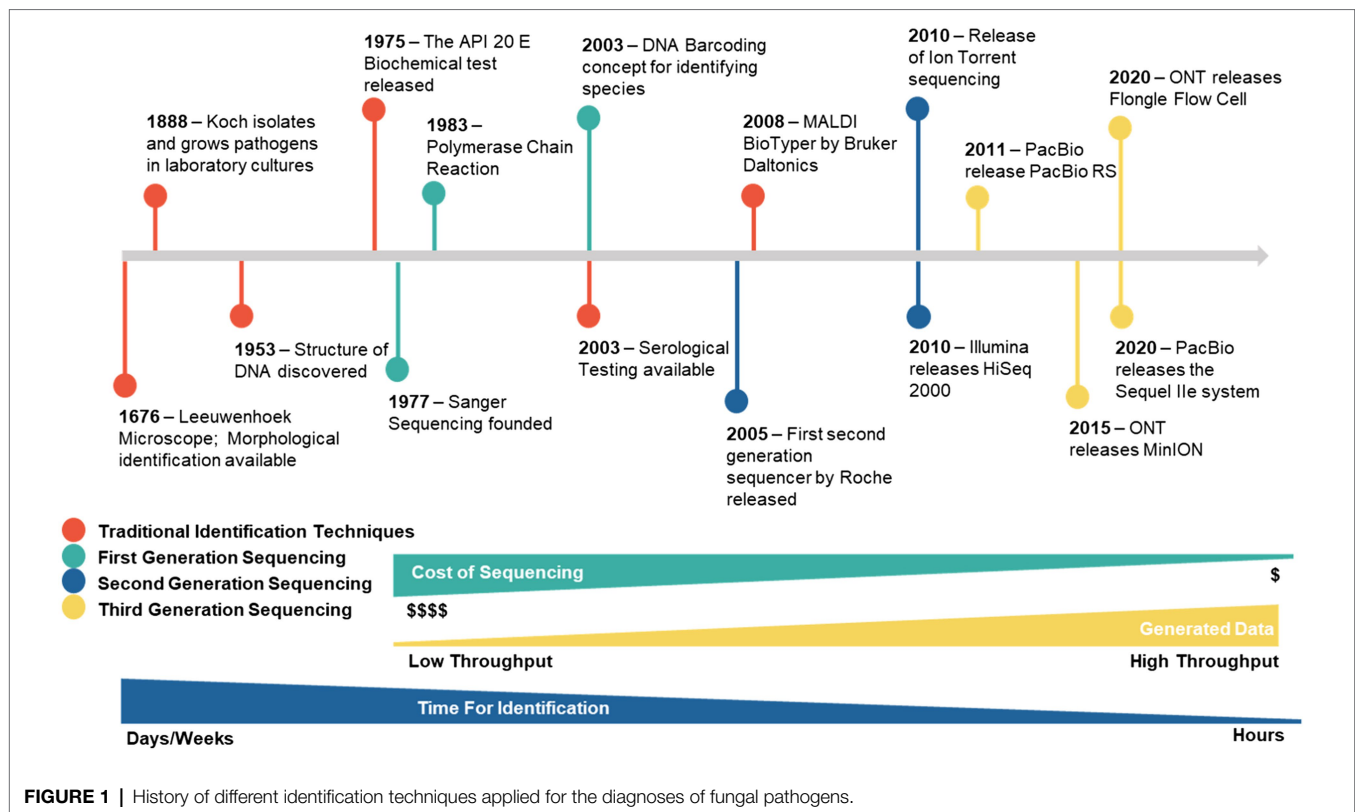 1975 – The API 20 E
Biochemical test
released
2003 – DNA Barcoding
concept for identifying
species
2010 – Release
of Ion Torrent
sequencing
2020 – ONT releases
Flongle Flow Cell
1888 – Koch isolates
and grows pathogens
in laboratory cultures
1983 –
Polymerase Chain
Reaction
2008 – MALDI
BioTyper by Bruker
Daltonics
2011 – PacBio
release PacBio RS
1953 – Structure of
DNA discovered
2003 – Serological
Testing available
2010 – Illumina
releases HiSeq
2000
2020 – PacBio
releases the
Sequel IIe system
1676 – Leeuwenhoek
Microscope; Morphological
identification available
1977 – Sanger
Sequencing founded
2005 – First second
generation
sequencer by Roche
released
2015 – ONT
releases MinION
Traditional Identification Techniques
First Generation Sequencing
Second Generation Sequencing
Third Generation Sequencing
Cost of Sequencing
$$$$
$
Generated Data
Low Throughput
High Throughput
Time For Identification
Days/Weeks
Hours
FIGURE 1 | History of different identification techniques applied for the diagnoses of fungal pathogens.